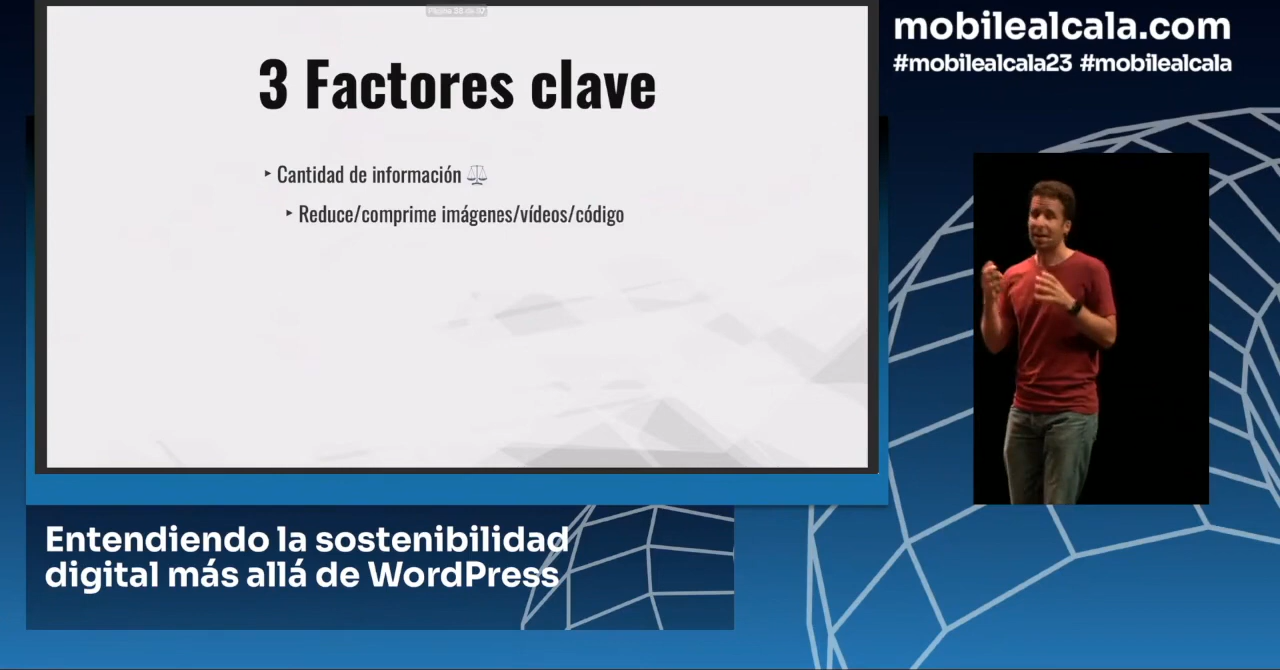 3 Factores clave
‣ Cantidad de información ⚖
‣ Reduce/comprime imágenes/vídeos/código
mobilealcala.com
#mobilealcala23 #mobilealcala
Entendiendo la sostenibilidad
digital más allá de WordPress